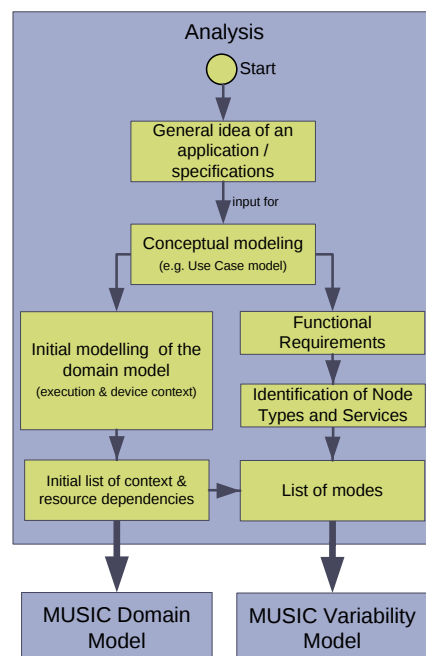 Analysis
Start
General idea of an
application /
specifications
input for
Conceptual modeling
(e.g. Use Case model)
Initial modelling of the
domain model
(execution & device context)
Functional
Requirements
Identification of Node
Types and Services
Initial list of context &
resource dependencies
List of modes
MUSIC Domain
Model
MUSIC Variability
Model